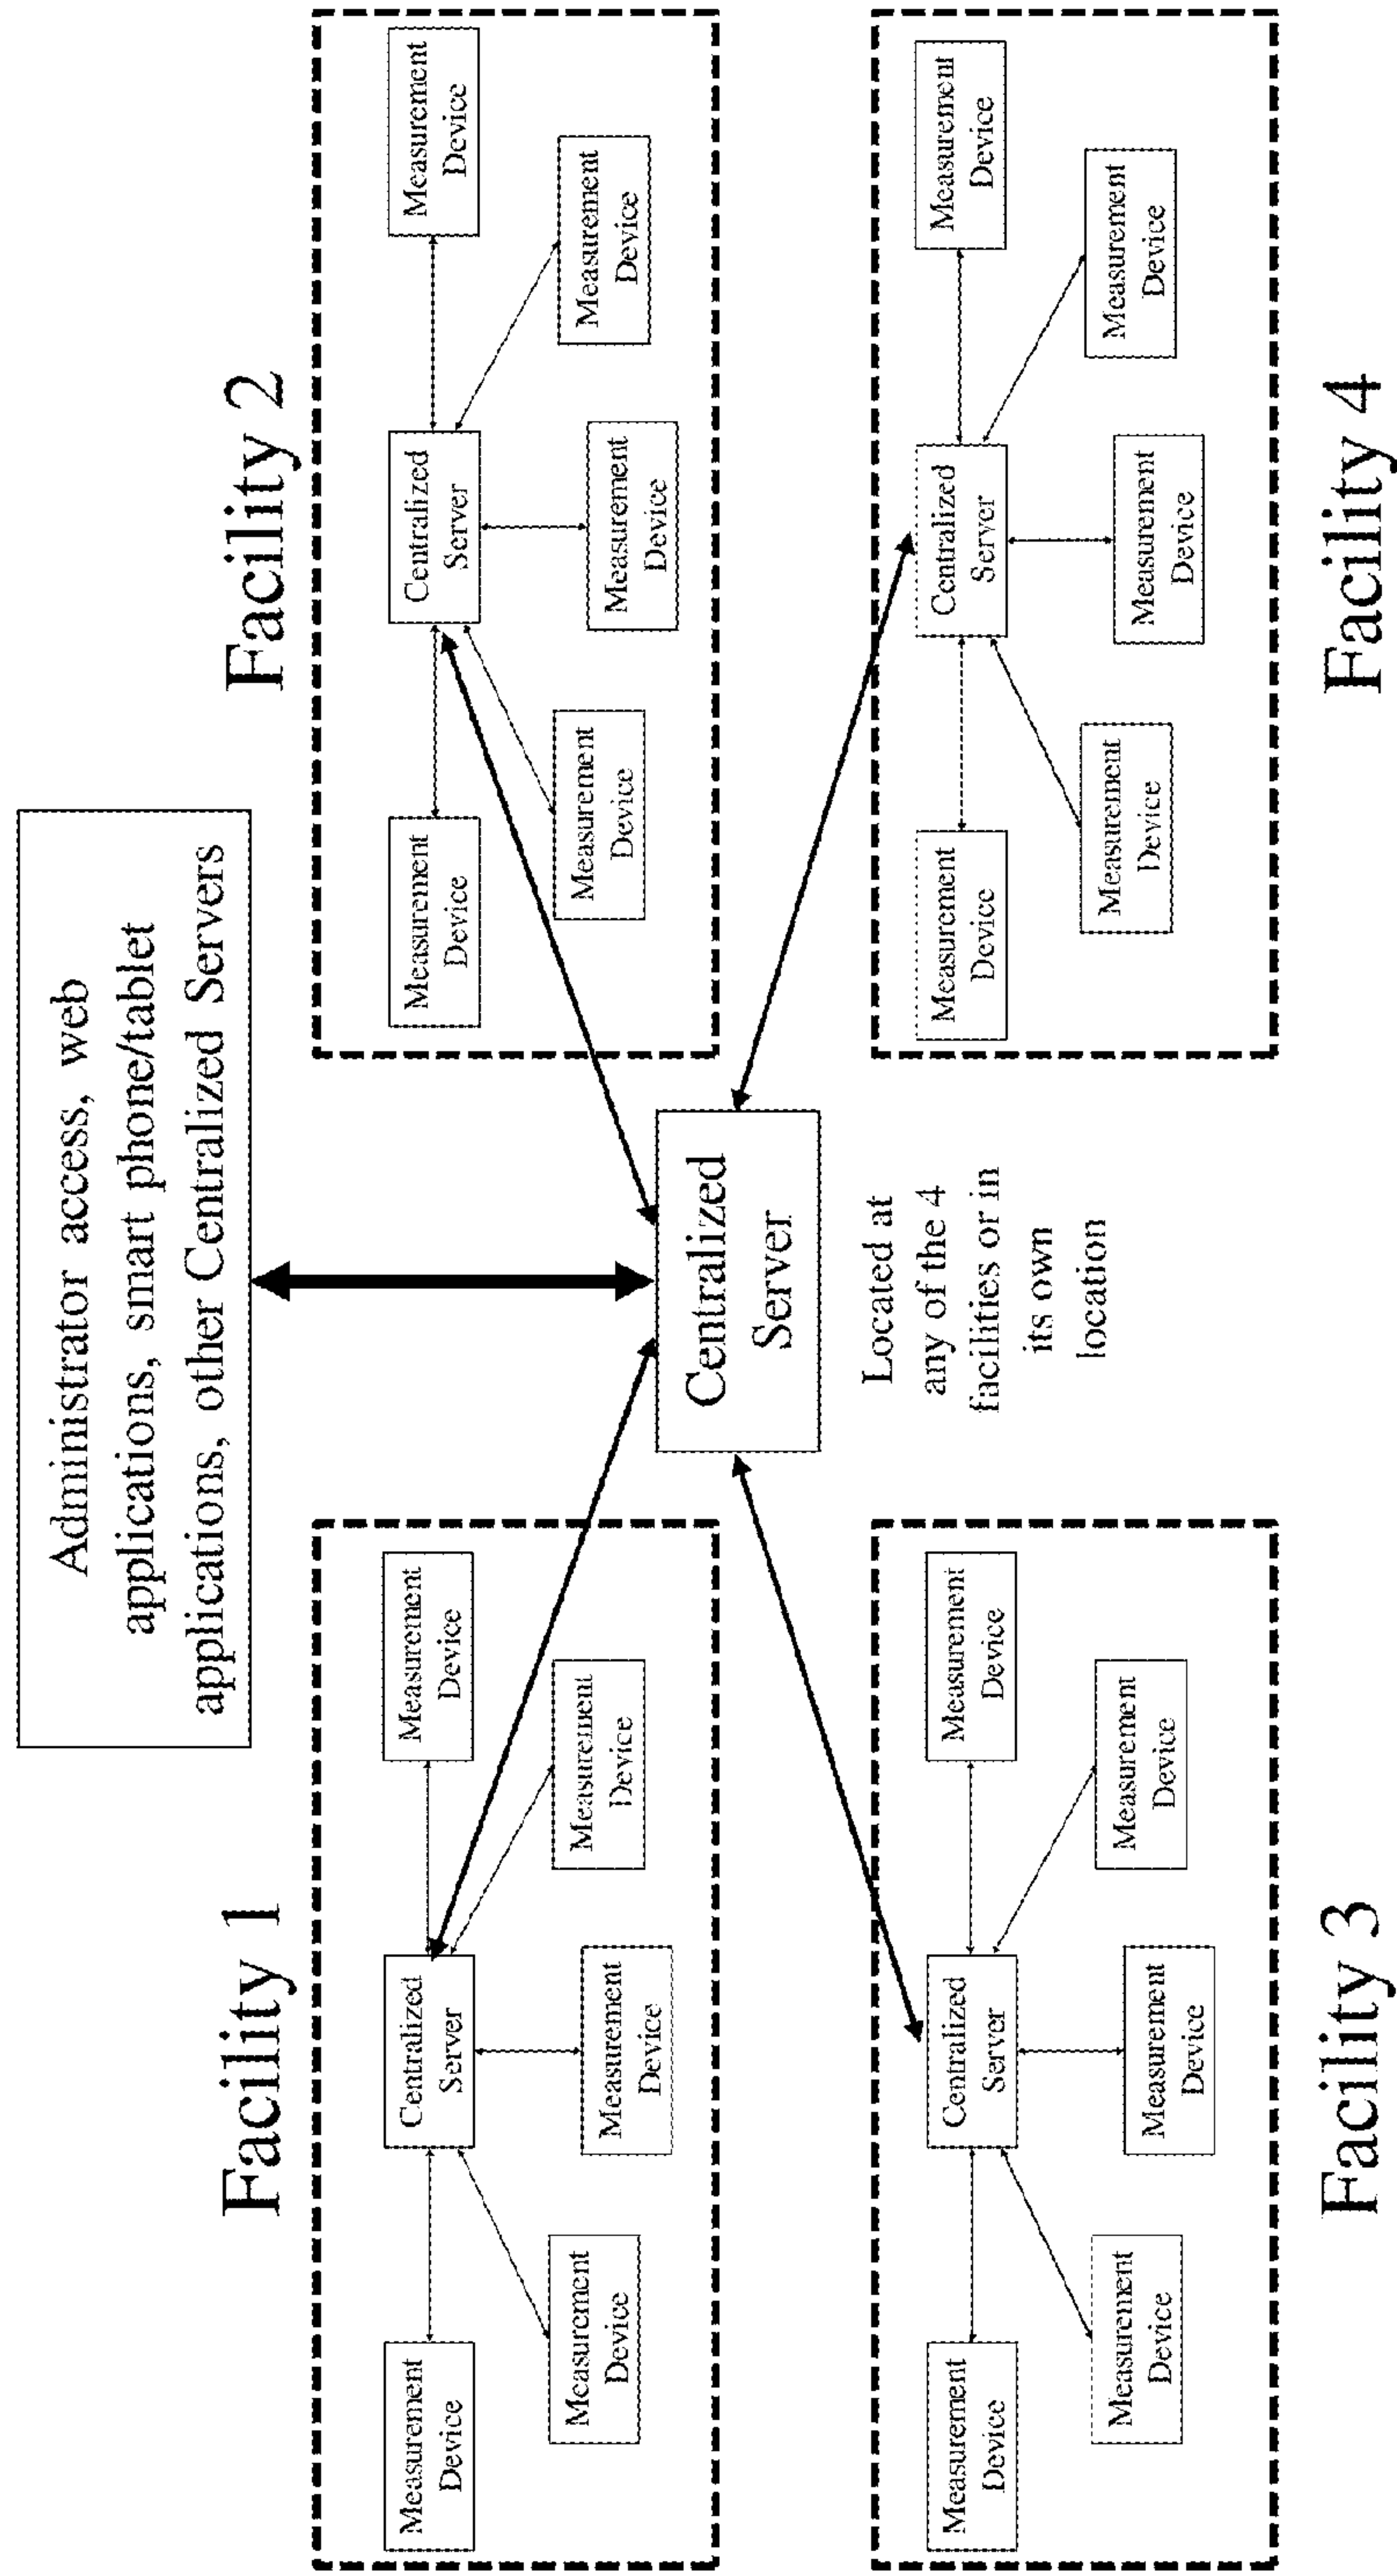 Administrator access, web
applications, smart phone/tablet
applications, other Centralized Servers
Facility 1
Measurement
Device
Centralized
Server
Measurement
Device
Measurement
Device
Measurement
Device
Measurement
Device
Facility 2
Measurement
Device
Centralized
Server
Measurement
Device
Measurement
Device
Measurement
Device
Measurement
Device
Centralized
Server
Located at
any of the 4
facilities or in
its own
location
Measurement
Device
Centralized
Server
Measurement
Device
Measurement
Device
Measurement
Device
Measurement
Device
Facility 3
Measurement
Device
Centralized
Server
Measurement
Device
Measurement
Device
Measurement
Device
Measurement
Device
Facility 4